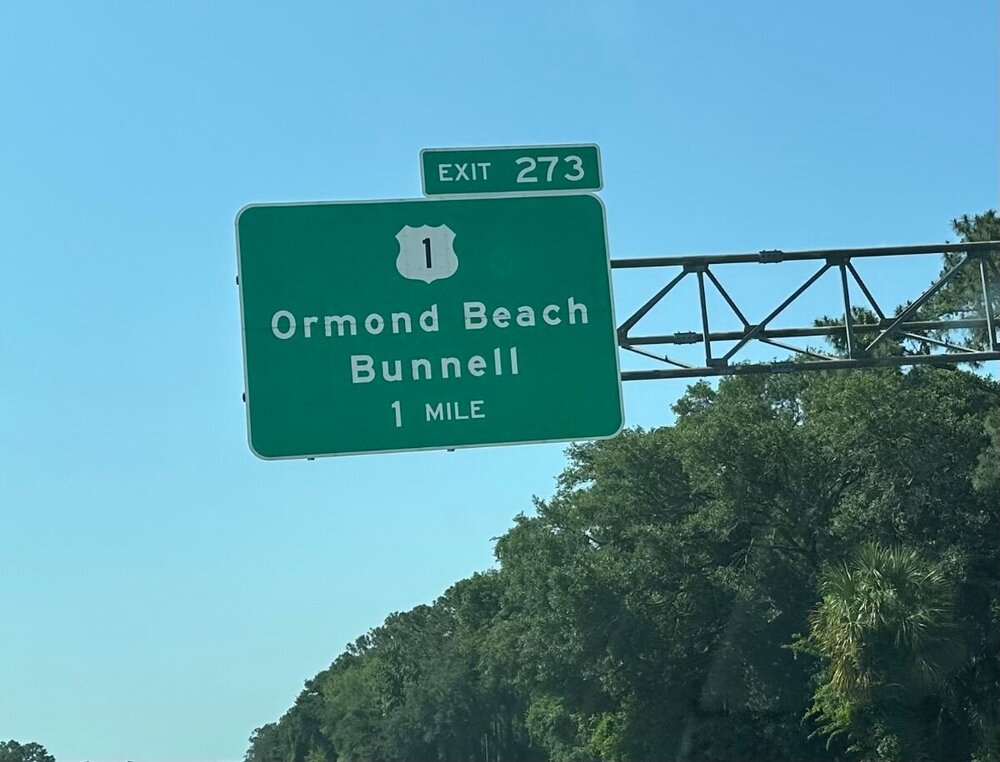 EXIT 273
1
Ormond Beach
Bunnell
1 MILE